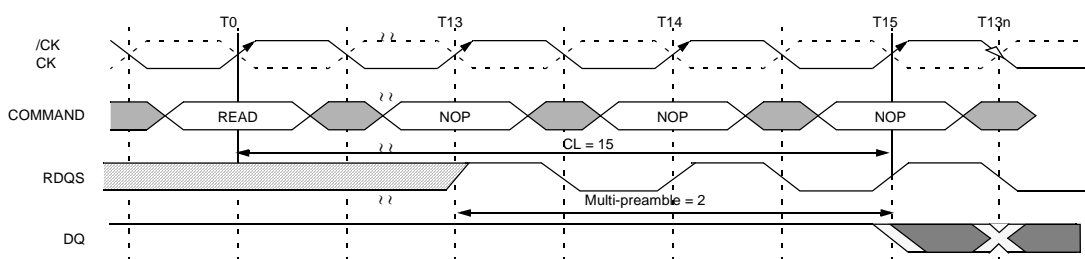 T0 T13 T14 T15 T13n
/CK
CK
COMMAND READ NOP NOP NOP
CL = 15
RDQS
Multi-preamble = 2
DQ